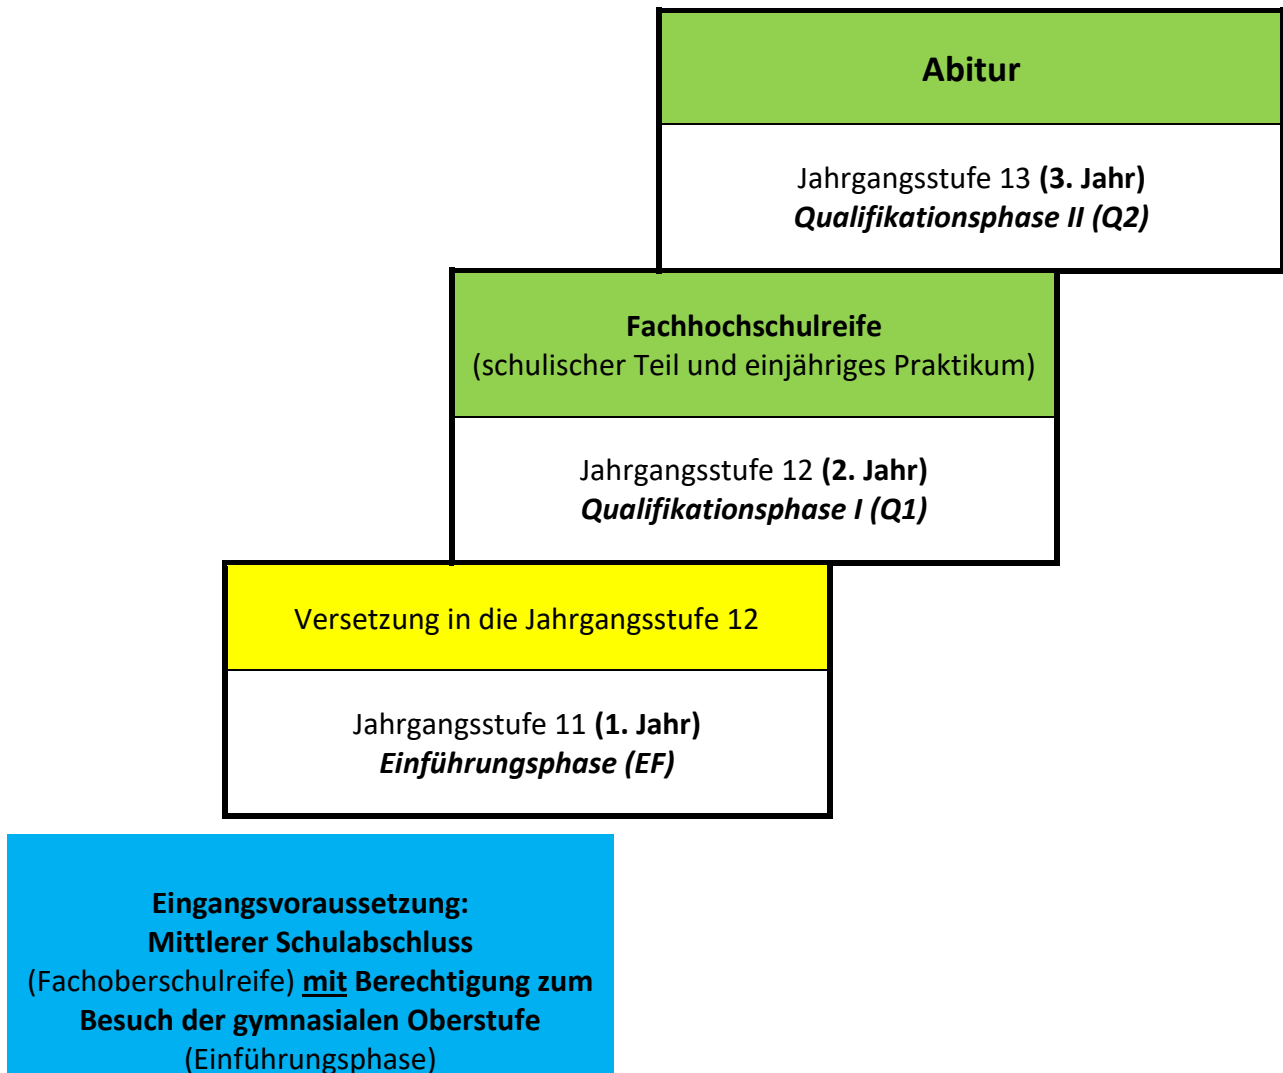 Abitur
Jahrgangsstufe 13 (3. Jahr)
Qualifikationsphase II (Q2)
Fachhochschulreife
(schulischer Teil und einjähriges Praktikum)
Jahrgangsstufe 12 (2. Jahr)
Qualifikationsphase I (Q1)
Versetzung in die Jahrgangsstufe 12
Jahrgangsstufe 11 (1. Jahr)
Einführungsphase (EF)
Eingangsvoraussetzung:
Mittlerer Schulabschluss
(Fachoberschulreife) mit Berechtigung zum
Besuch der gymnasialen Oberstufe
(Einführungsphase)